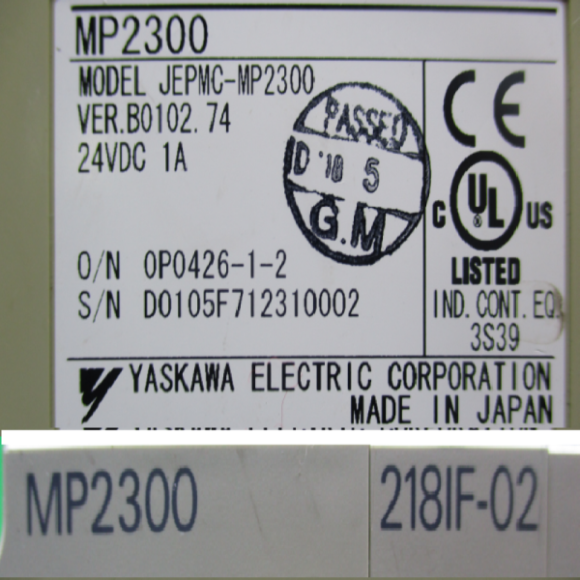 MP2300
MODEL JEPMC-MP2300
VER.B0102.74
24VDC 1A
PASSED
ID '10 5
G.M
O/N 0P0426-1-2
S/N D0105F712310002
CE
C UL US
®
LISTED
IND. CONT. EQ.
3S39
YASKAWA ELECTRIC CORPORATION
MADE IN JAPAN
MP2300
218IF-02